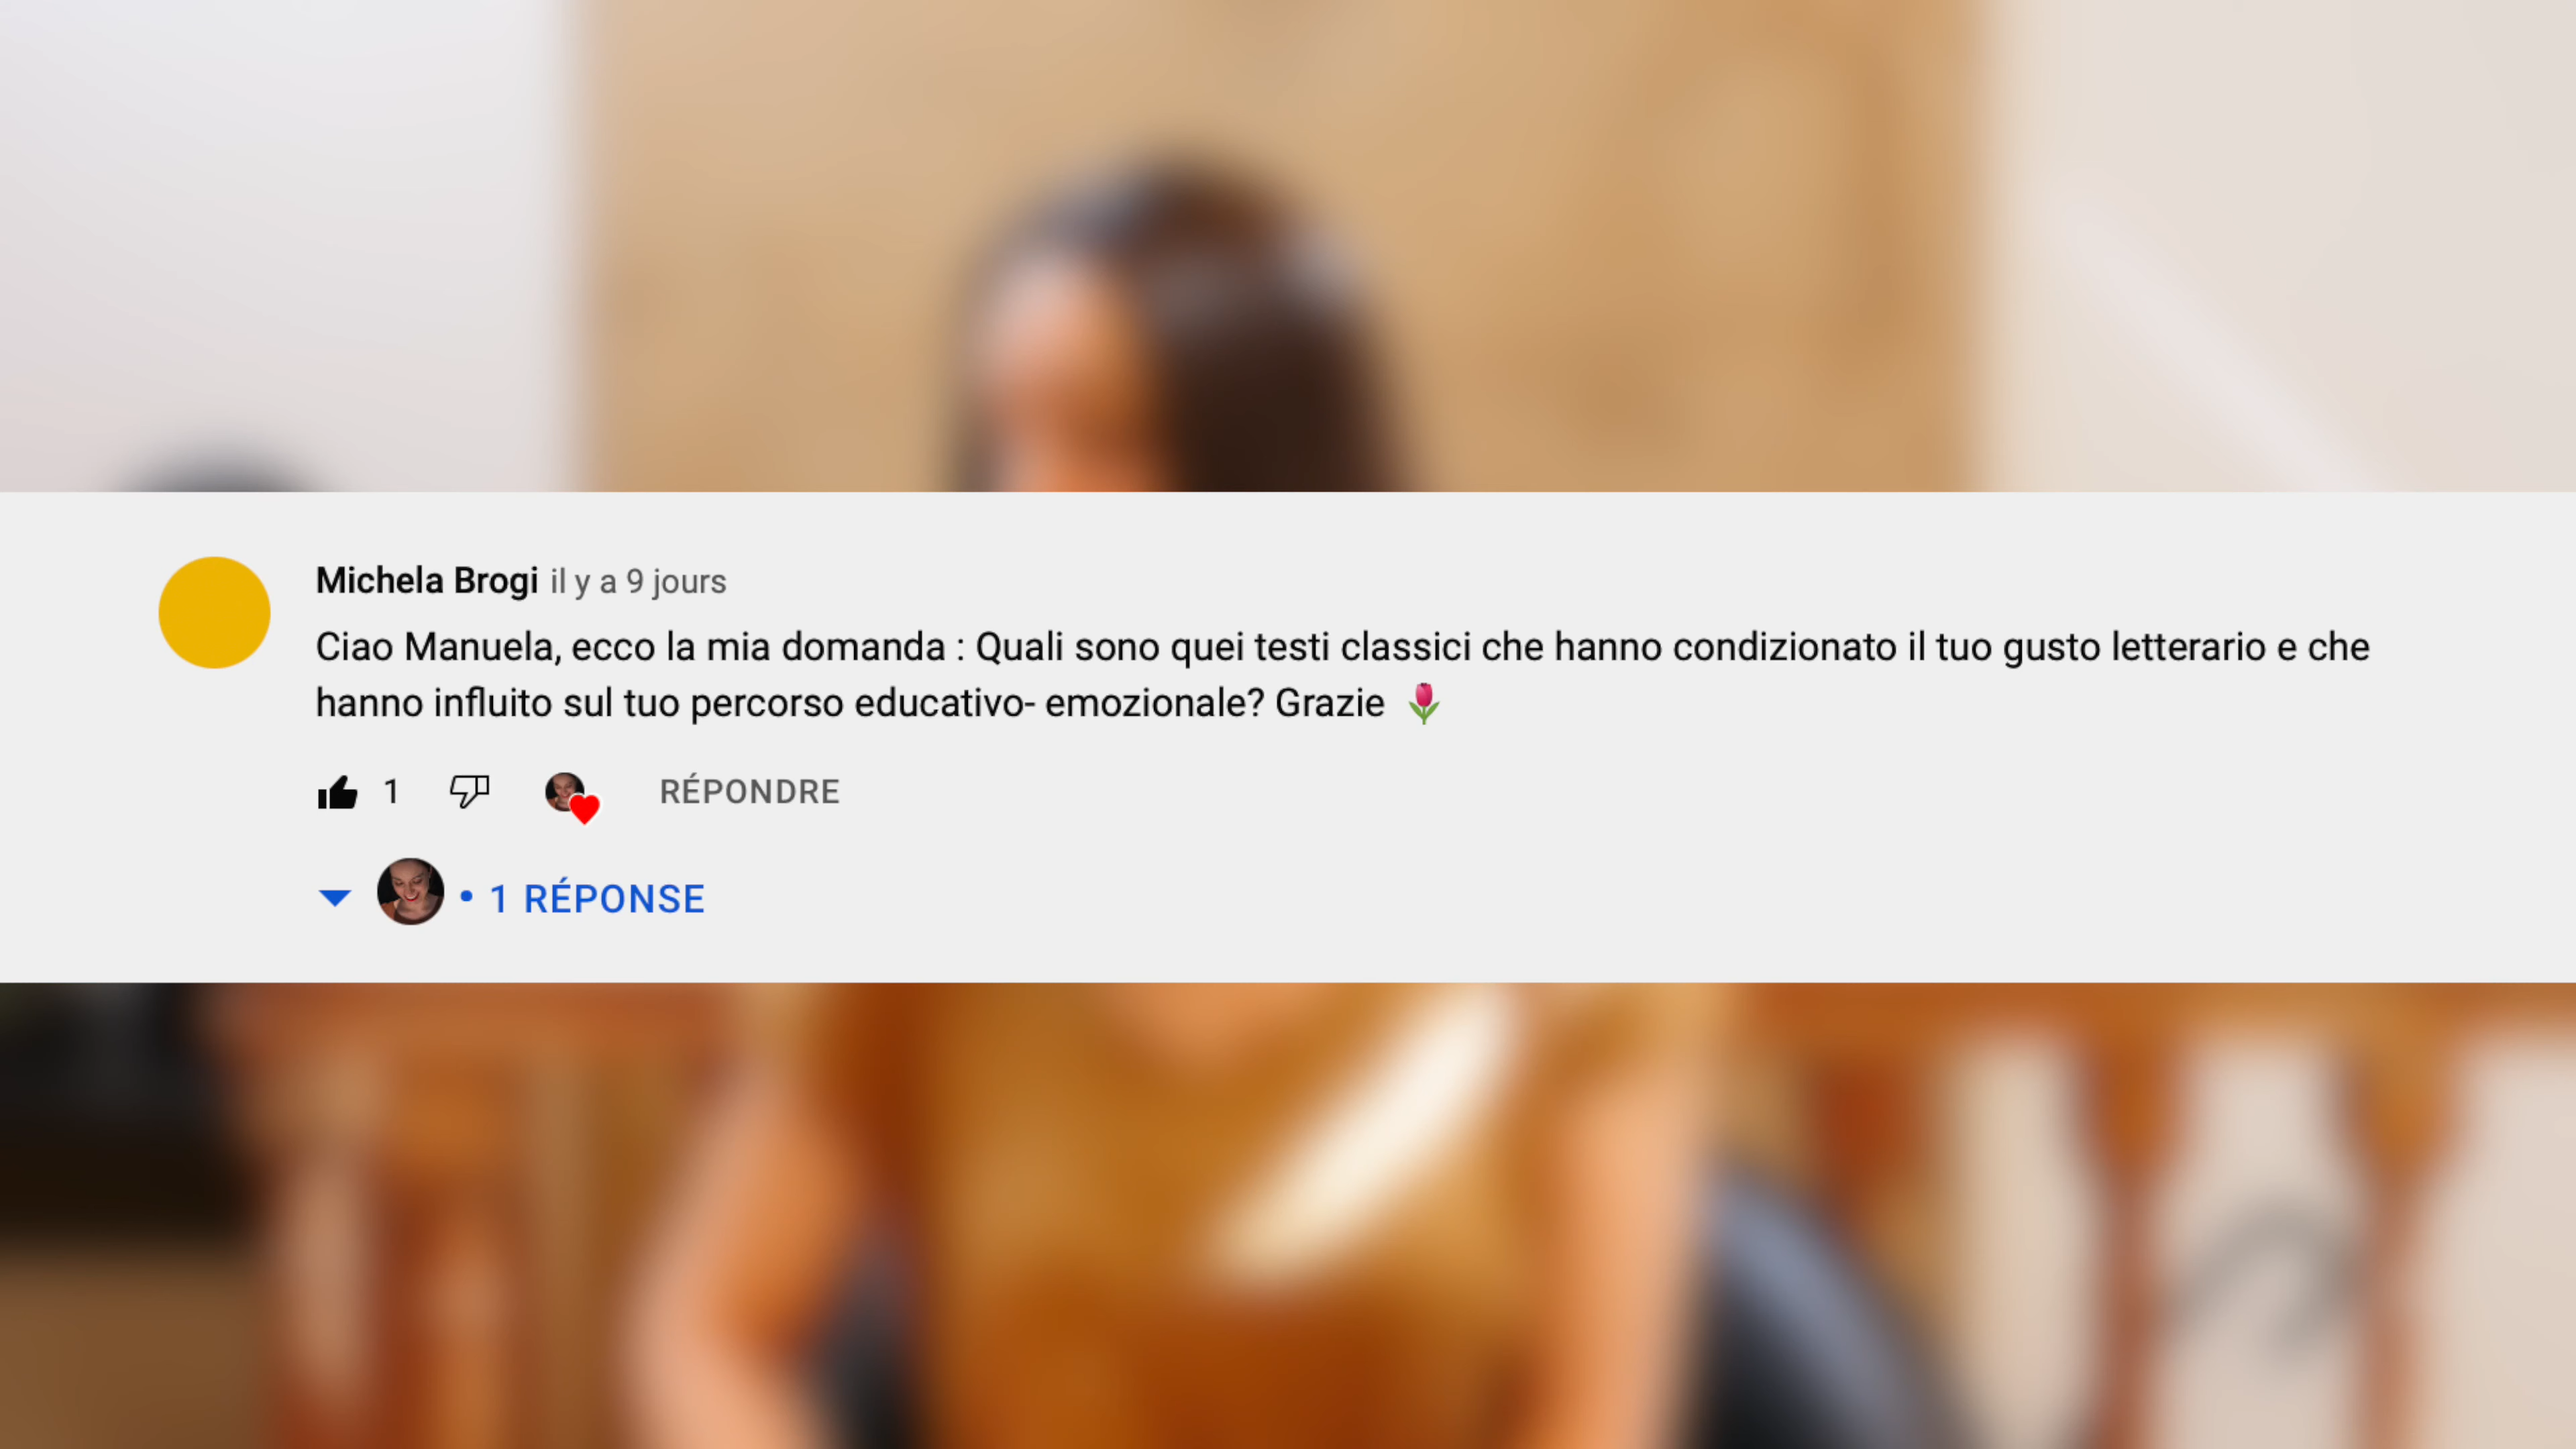 Michela Brogi il y a 9 jours
Ciao Manuela, ecco la mia domanda : Quali sono quei testi classici che hanno condizionato il tuo gusto letterario e che
hanno influito sul tuo percorso educativo- emozionale? Grazie 🌷
1 RÉPONDRE
• 1 RÉPONSE